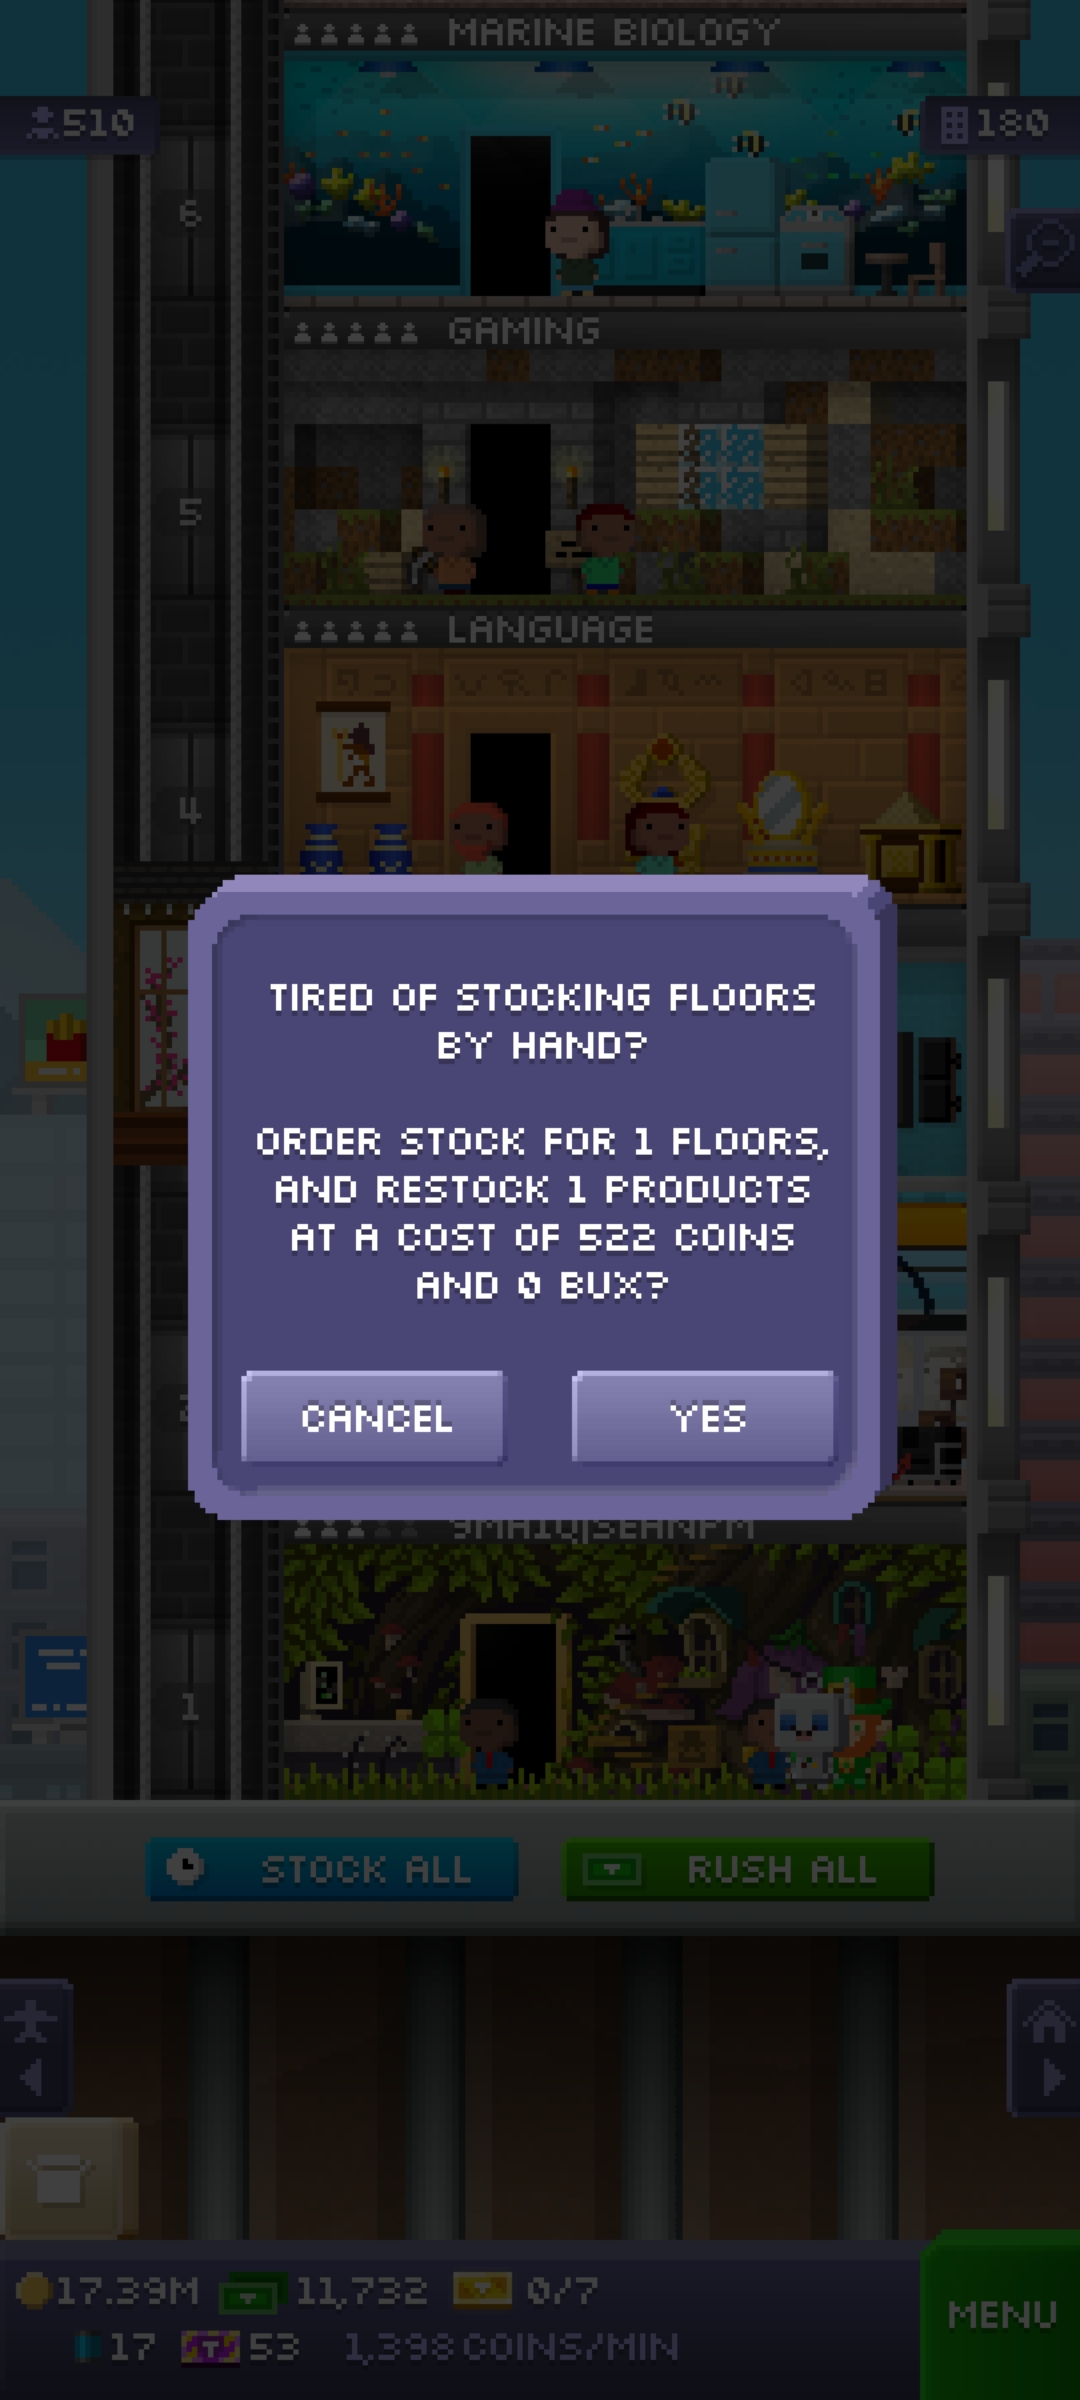 MARINE BIOLOGY
510
180
6
GAMING
5
LANGUAGE
4
TIRED OF STOCKING FLOORS
BY HAND?
ORDER STOCK FOR 1 FLOORS,
AND RESTOCK 1 PRODUCTS
AT A COST OF 522 COINS
AND 0 BUX?
CANCEL
YES
1
STOCK ALL
RUSH ALL
17.39M
11,732
0/7
MENU
17
53
1,398 COINS/MIN